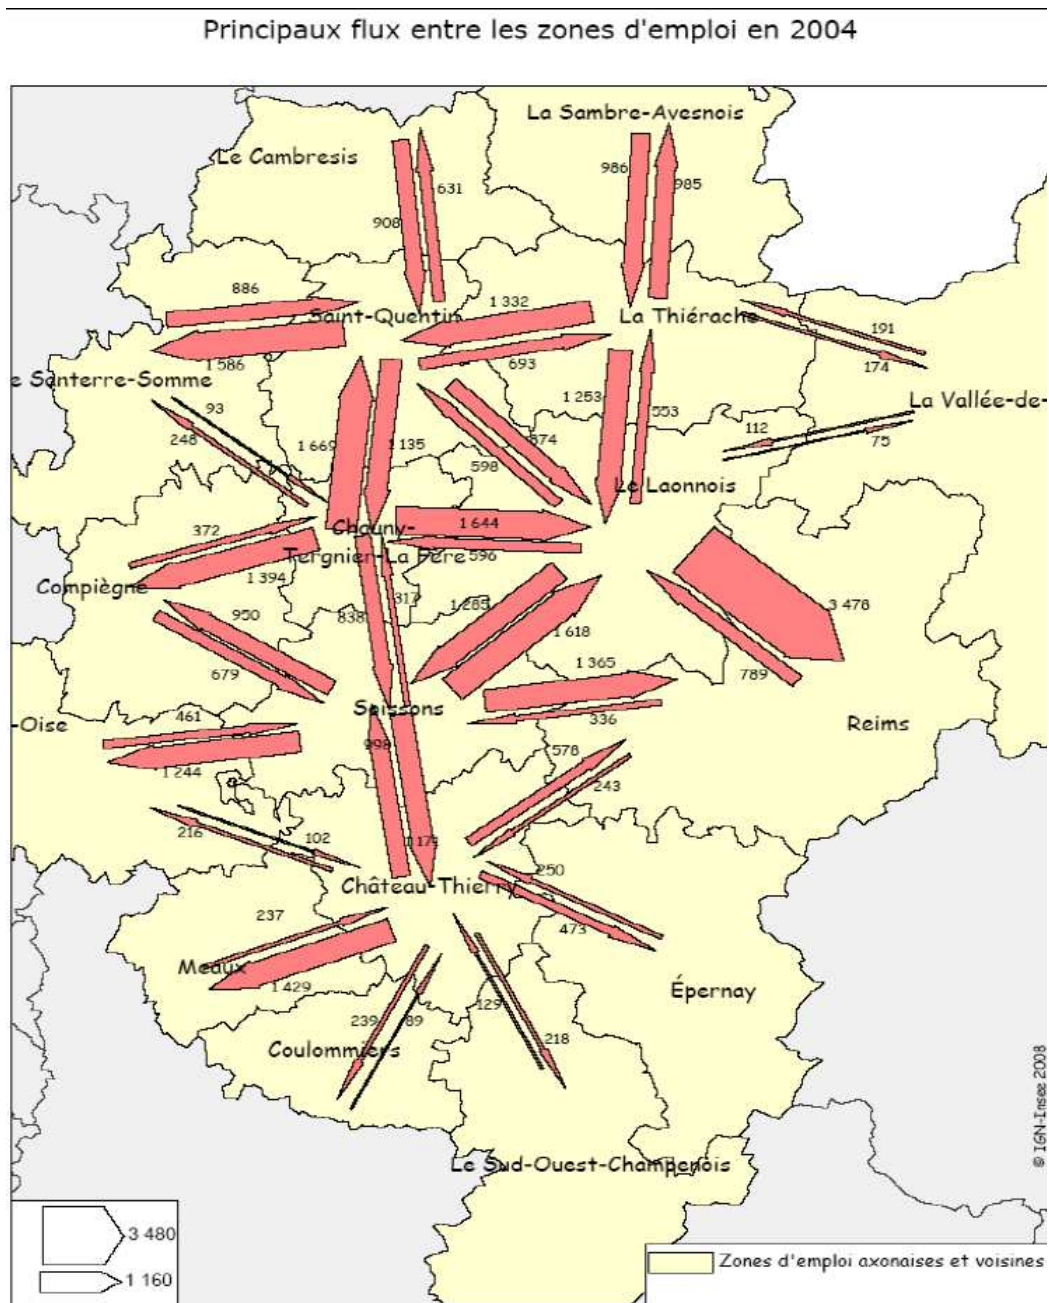 Principaux flux entre les zones d'emploi en 2004
La Sambre-Avesnois
Le Cambresis
986
985
631
908
886
1 332
Saint-Quentin
La Thiérache
191
1 586
693
174
e Santerre-Somme
1 253
553
La Vallée-de-
93
248
112
75
1 669
1 135
874
598
Le Laonnois
372
Chauny-
1 644
Tergnier-La Fère
596
Compiègne
1 394
317
1 285
3 478
950
838
1 618
679
1 365
789
461
Soissons
336
-Oise
Reims
998
578
1 244
243
216
102
1 171
250
Château-Thierry
237
473
Meaux
1 429
Épernay
239
89
129
218
Coulommiers
Le Sud-Ouest-Champenois
© IGN-Insee 2008
3 480
1 160
Zones d'emploi axonaises et voisines